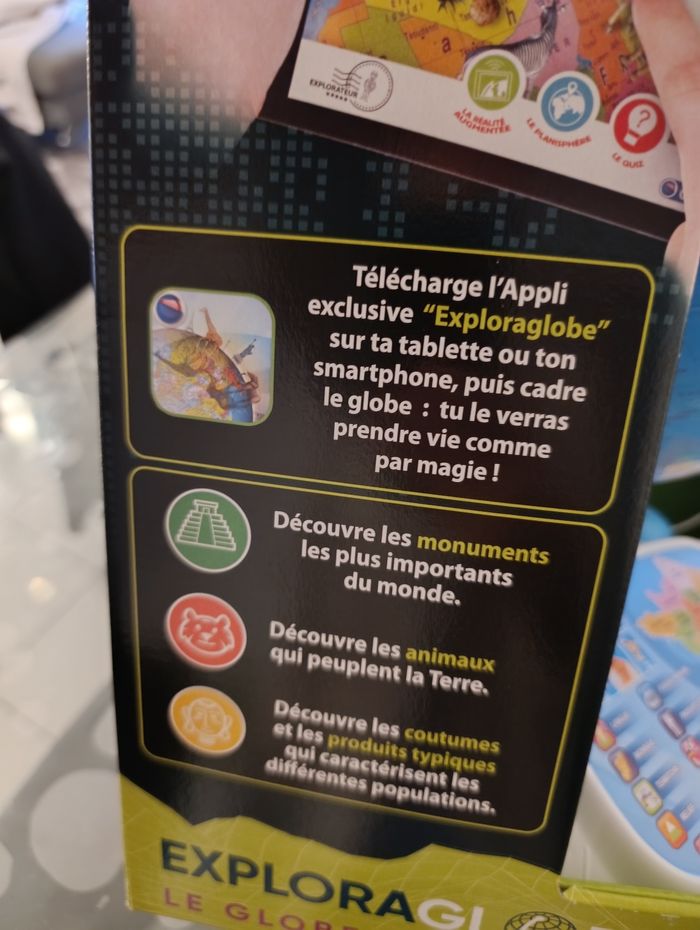 EXPLORATEUR
LA RÉALITÉ
AUGMENTÉE
LE PLANISPHÈRE
LE QUIZ
Télécharge l'Appli
exclusive "Exploraglobe"
sur ta tablette ou ton
smartphone, puis cadre
le globe : tu le verras
prendre vie comme
par magie !
Découvre les monuments
les plus importants
du monde.
Découvre les animaux
qui peuplent la Terre.
Découvre les coutumes
et les produits typiques
qui caractérisent les
différentes populations.
EXPLORAGL
LE GLOBE